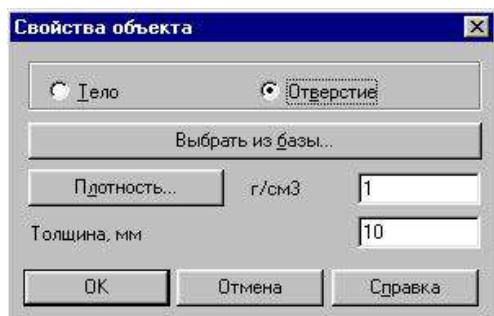 Свойства объекта
Тело Отверстие
Выбрать из базы...
Плотность... г/см3 1
Толщина, мм 10
OK Отмена Справка